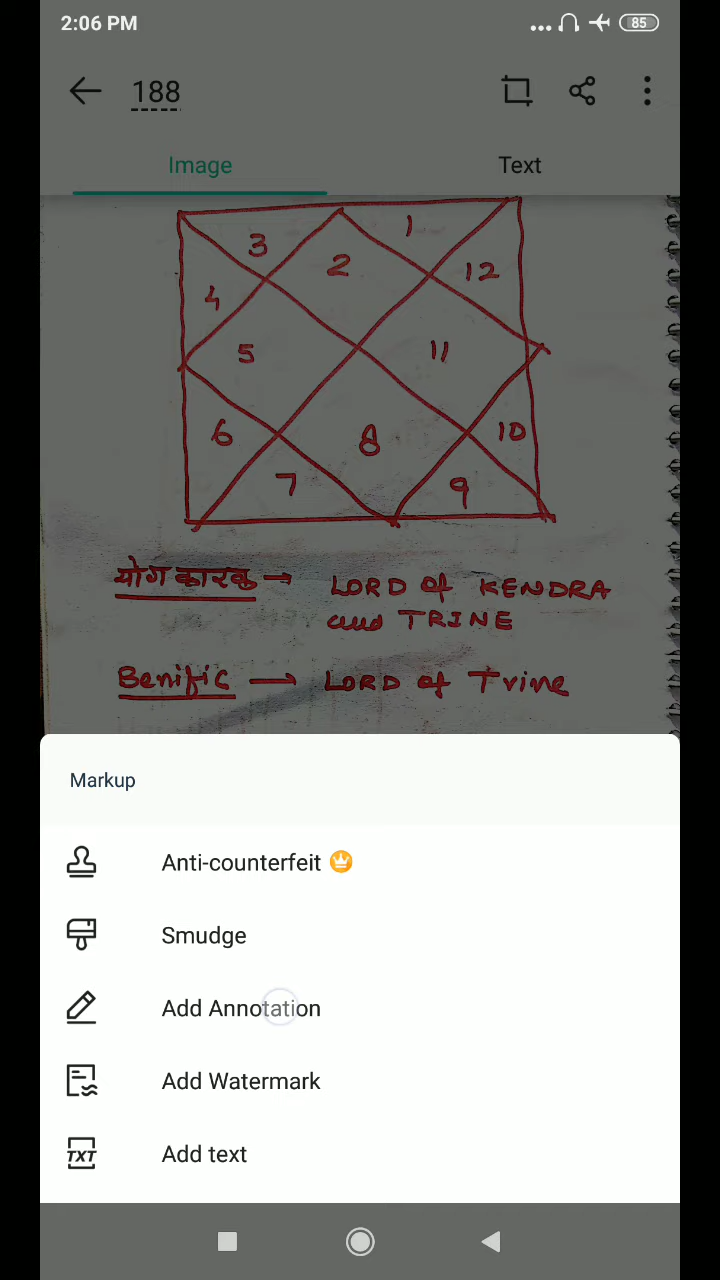 2:06 PM
85
188
Image Text
3 2 1 12
4
5 11
6 8 10
7 9
योगकारक → LORD of KENDRA
and TRINE
Benific → LORD of Trine
Markup
Anti-counterfeit
Smudge
Add Annotation
Add Watermark
TXT Add text